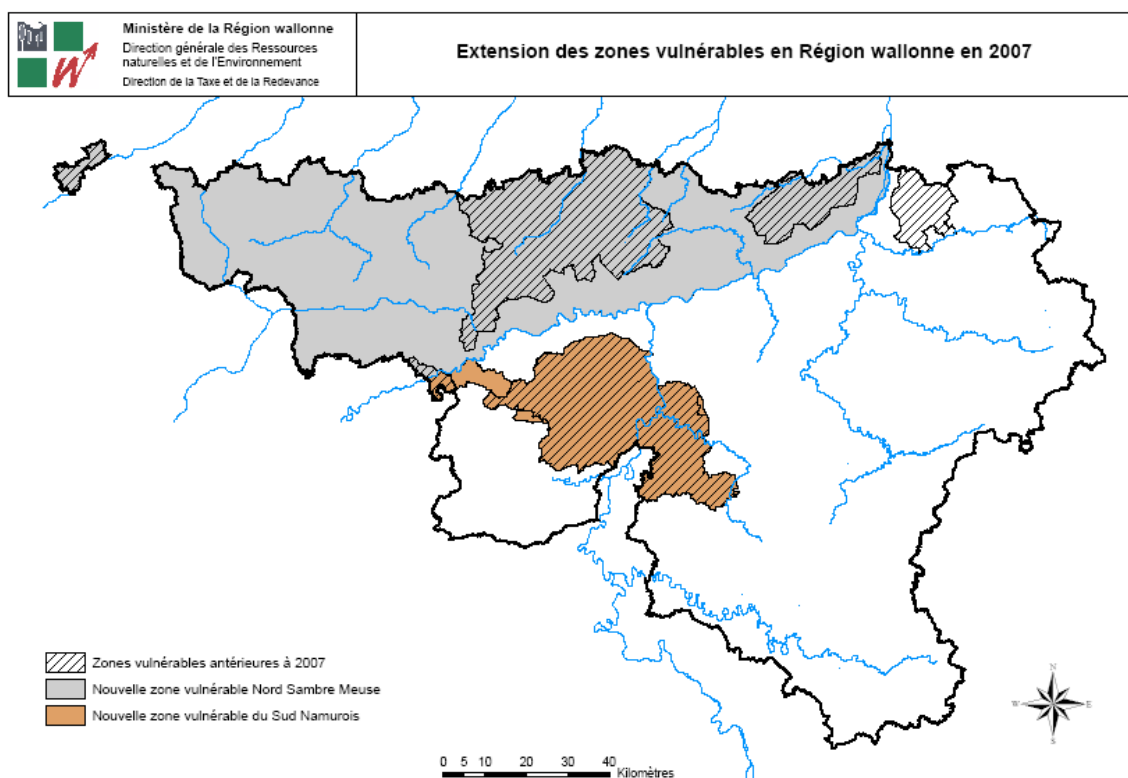 Ministère de la Région wallonne
Direction générale des Ressources
naturelles et de l'Environnement
Direction de la Taxe et de la Redevance
Extension des zones vulnérables en Région wallonne en 2007
Zones vulnérables antérieures à 2007
Nouvelle zone vulnérable Nord Sambre Meuse
Nouvelle zone vulnérable du Sud Namurois
N
W E
S
0 5 10 20 30 40
Kilomètres